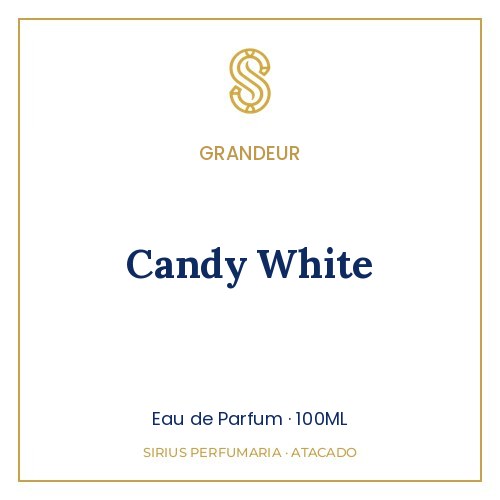 GRANDEUR
Candy White
Eau de Parfum · 100ML
SIRIUS PERFUMARIA · ATACADO